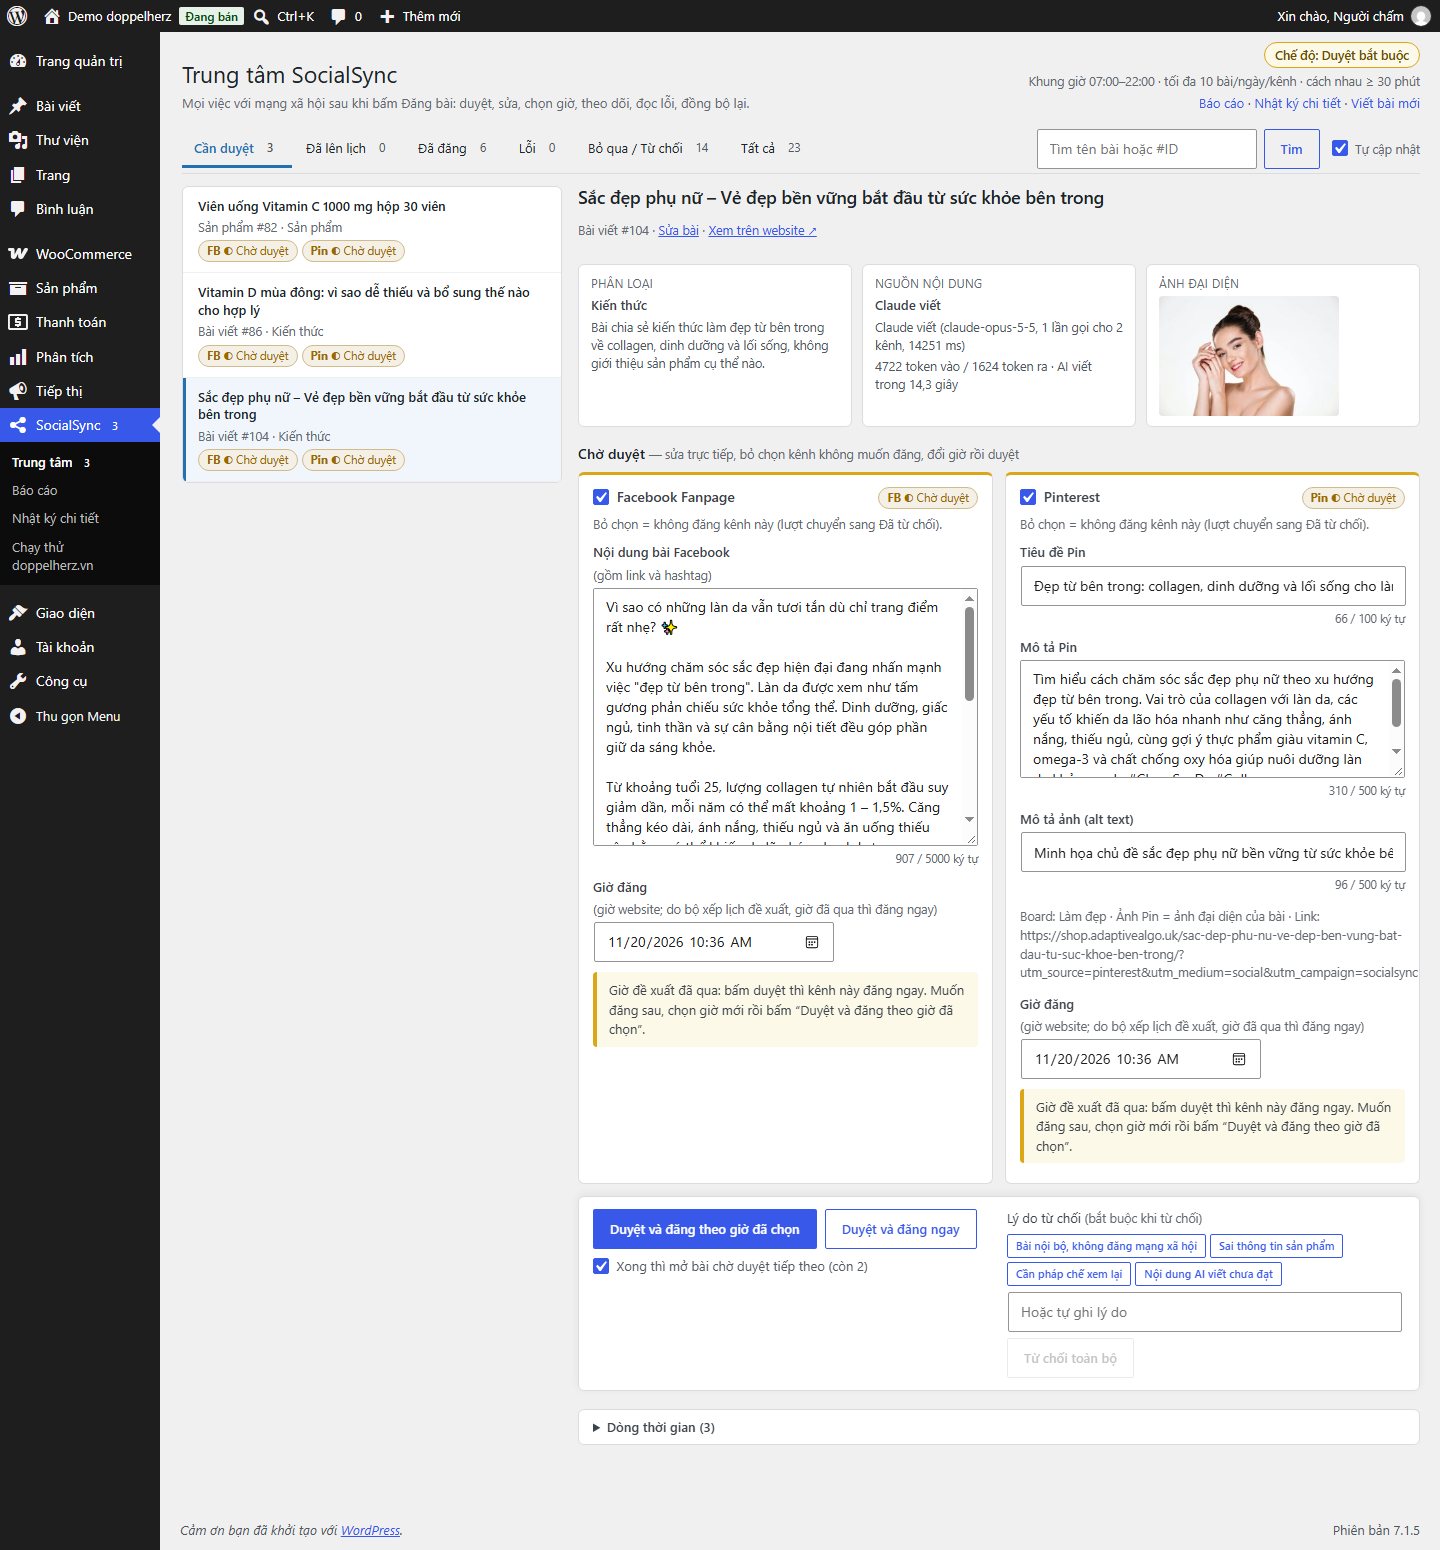 Demo doppelherz
Đang bán
Ctrl+K
0
Thêm mới
Xin chào, Người chấm
Trang quản trị
Bài viết
Thư viện
Trang
Bình luận
WooCommerce
Sản phẩm
Thanh toán
Phân tích
Tiếp thị
SocialSync 3
Trung tâm 3
Báo cáo
Nhật ký chi tiết
Chạy thử
doppelherz.vn
Giao diện
Tài khoản
Công cụ
Thu gọn Menu
Trung tâm SocialSync
Mọi việc với mạng xã hội sau khi bấm Đăng bài: duyệt, sửa, chọn giờ, theo dõi, đọc lỗi, đồng bộ lại.
Chế độ: Duyệt bắt buộc
Khung giờ 07:00–22:00 · tối đa 10 bài/ngày/kênh · cách nhau ≥ 30 phút
Báo cáo · Nhật ký chi tiết · Viết bài mới
Cần duyệt 3
Đã lên lịch 0
Đã đăng 6
Lỗi 0
Bỏ qua / Từ chối 14
Tất cả 23
Tìm tên bài hoặc #ID
Tìm
Tự cập nhật
Viên uống Vitamin C 1000 mg hộp 30 viên
Sản phẩm #82 · Sản phẩm
FB ◐ Chờ duyệt
Pin ◐ Chờ duyệt
Vitamin D mùa đông: vì sao dễ thiếu và bổ sung thế nào
cho hợp lý
Bài viết #86 · Kiến thức
FB ◐ Chờ duyệt
Pin ◐ Chờ duyệt
Sắc đẹp phụ nữ – Vẻ đẹp bền vững bắt đầu từ sức khỏe
bên trong
Bài viết #104 · Kiến thức
FB ◐ Chờ duyệt
Pin ◐ Chờ duyệt
Sắc đẹp phụ nữ – Vẻ đẹp bền vững bắt đầu từ sức khỏe bên trong
Bài viết #104 · Sửa bài · Xem trên website ↗
PHÂN LOẠI
Kiến thức
Bài chia sẻ kiến thức làm đẹp từ bên trong
về collagen, dinh dưỡng và lối sống, không
giới thiệu sản phẩm cụ thể nào.
NGUỒN NỘI DUNG
Claude viết
Claude viết (claude-opus-5-5, 1 lần gọi cho 2
kênh, 14251 ms)
4722 token vào / 1624 token ra · AI viết
trong 14,3 giây
ẢNH ĐẠI DIỆN
Chờ duyệt — sửa trực tiếp, bỏ chọn kênh không muốn đăng, đổi giờ rồi duyệt
Facebook Fanpage
FB ◐ Chờ duyệt
Bỏ chọn = không đăng kênh này (lượt chuyển sang Đã từ chối).
Nội dung bài Facebook
(gồm link và hashtag)
Vì sao có những làn da vẫn tươi tắn dù chỉ trang điểm
rất nhẹ? ✨
Xu hướng chăm sóc sắc đẹp hiện đại đang nhấn mạnh
việc "đẹp từ bên trong". Làn da được xem như tấm
gương phản chiếu sức khỏe tổng thể. Dinh dưỡng, giấc
ngủ, tinh thần và sự cân bằng nội tiết đều góp phần
giữ da sáng khỏe.
Từ khoảng tuổi 25, lượng collagen tự nhiên bắt đầu suy
giảm dần, mỗi năm có thể mất khoảng 1 – 1,5%. Căng
thẳng kéo dài, ánh nắng, thiếu ngủ và ăn uống thiếu
907 / 5000 ký tự
Giờ đăng
(giờ website; do bộ xếp lịch đề xuất, giờ đã qua thì đăng ngay)
11/20/2026 10:36 AM
Giờ đề xuất đã qua: bấm duyệt thì kênh này đăng ngay. Muốn
đăng sau, chọn giờ mới rồi bấm “Duyệt và đăng theo giờ đã
chọn”.
Pinterest
Pin ◐ Chờ duyệt
Bỏ chọn = không đăng kênh này (lượt chuyển sang Đã từ chối).
Tiêu đề Pin
Đẹp từ bên trong: collagen, dinh dưỡng và lối sống cho làn
66 / 100 ký tự
Mô tả Pin
Tìm hiểu cách chăm sóc sắc đẹp phụ nữ theo xu hướng
đẹp từ bên trong. Vai trò của collagen với làn da, các
yếu tố khiến da lão hóa nhanh như căng thẳng, ánh
nắng, thiếu ngủ, cùng gợi ý thực phẩm giàu vitamin C,
omega-3 và chất chống oxy hóa giúp nuôi dưỡng làn
310 / 500 ký tự
Mô tả ảnh (alt text)
Minh họa chủ đề sắc đẹp phụ nữ bền vững từ sức khỏe bê
96 / 500 ký tự
Board: Làm đẹp · Ảnh Pin = ảnh đại diện của bài · Link:
https://shop.adaptivealgo.uk/sac-dep-phu-nu-ve-dep-ben-vung-bat-
dau-tu-suc-khoe-ben-trong/?
utm_source=pinterest&utm_medium=social&utm_campaign=socialsync
Giờ đăng
(giờ website; do bộ xếp lịch đề xuất, giờ đã qua thì đăng ngay)
11/20/2026 10:36 AM
Giờ đề xuất đã qua: bấm duyệt thì kênh này đăng ngay. Muốn
đăng sau, chọn giờ mới rồi bấm “Duyệt và đăng theo giờ đã
chọn”.
Duyệt và đăng theo giờ đã chọn
Duyệt và đăng ngay
Xong thì mở bài chờ duyệt tiếp theo (còn 2)
Lý do từ chối (bắt buộc khi từ chối)
Bài nội bộ, không đăng mạng xã hội
Sai thông tin sản phẩm
Cần pháp chế xem lại
Nội dung AI viết chưa đạt
Hoặc tự ghi lý do
Từ chối toàn bộ
Dòng thời gian (3)
Cảm ơn bạn đã khởi tạo với WordPress.
Phiên bản 7.1.5